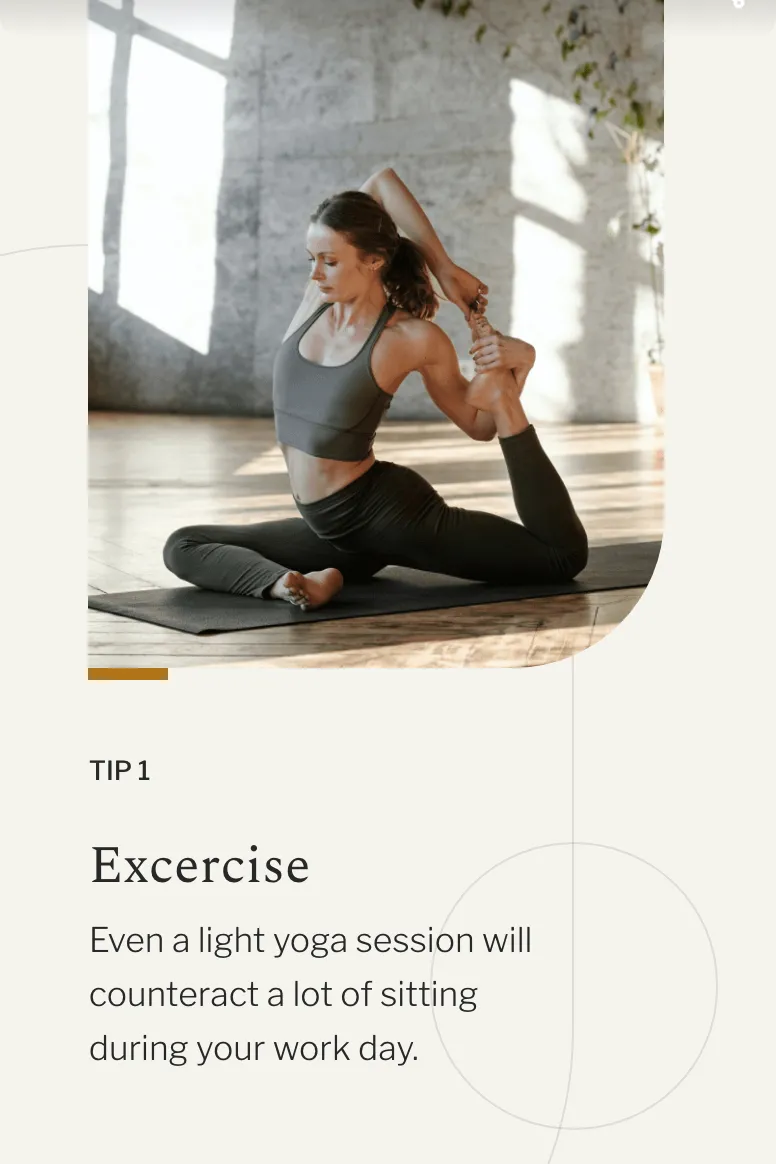 TIP 1
Excercise
Even a light yoga session will
counteract a lot of sitting
during your work day.